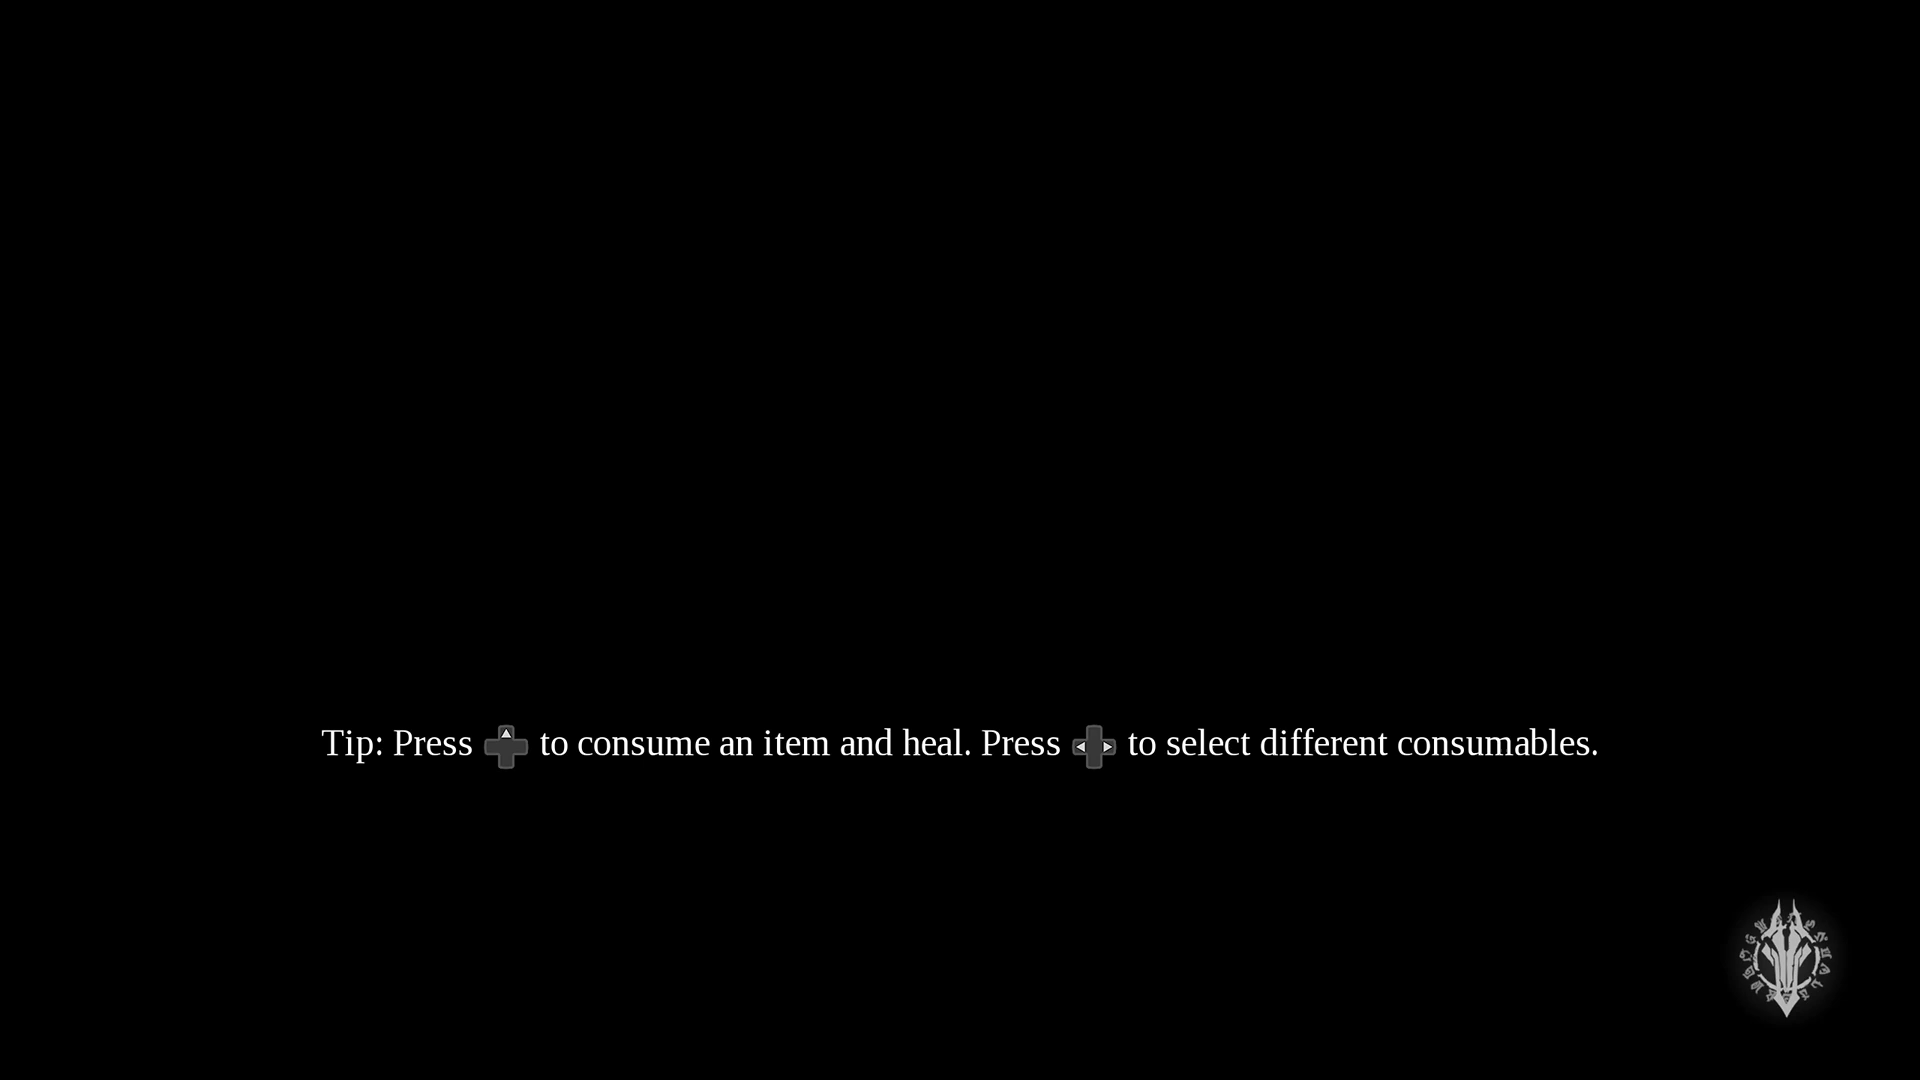 Tip: Press to consume an item and heal. Press to select different consumables.